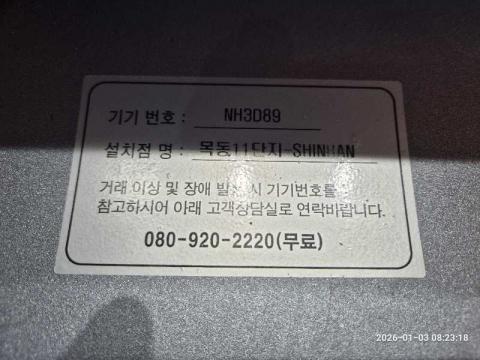 기기 번호 : NH3D89
설치점 명 : 목동11단지-SHINHAN
거래 이상 및 장애 발생시 기기번호를
참고하시어 아래 고객상담실로 연락바랍니다.
080-920-2220(무료)
2026-01-03 08:23:18